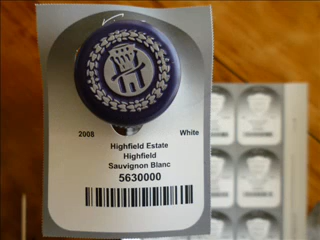 2008 White
Highfield Estate
Highfield
Sauvignon Blanc
5630000